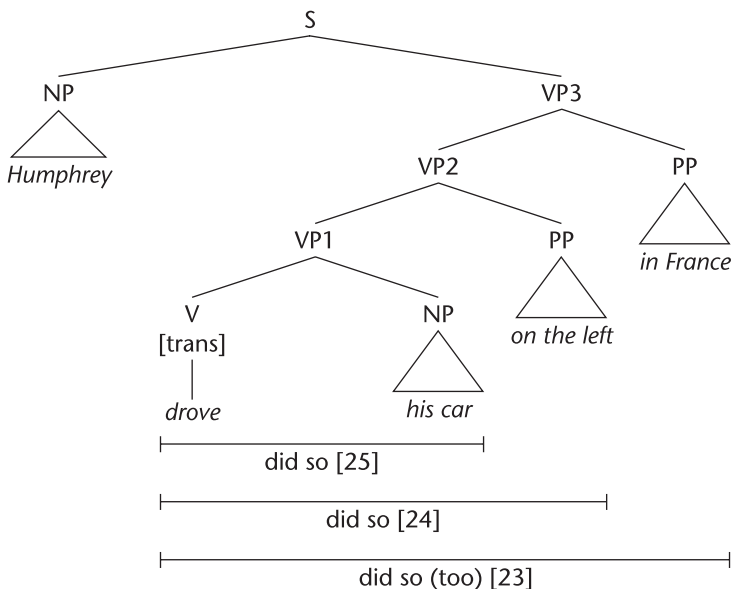 S
NP VP3
Humphrey
VP2 PP
in France
VP1 PP
on the left
V NP
[trans]
drove his car
did so [25]
did so [24]
did so (too) [23]